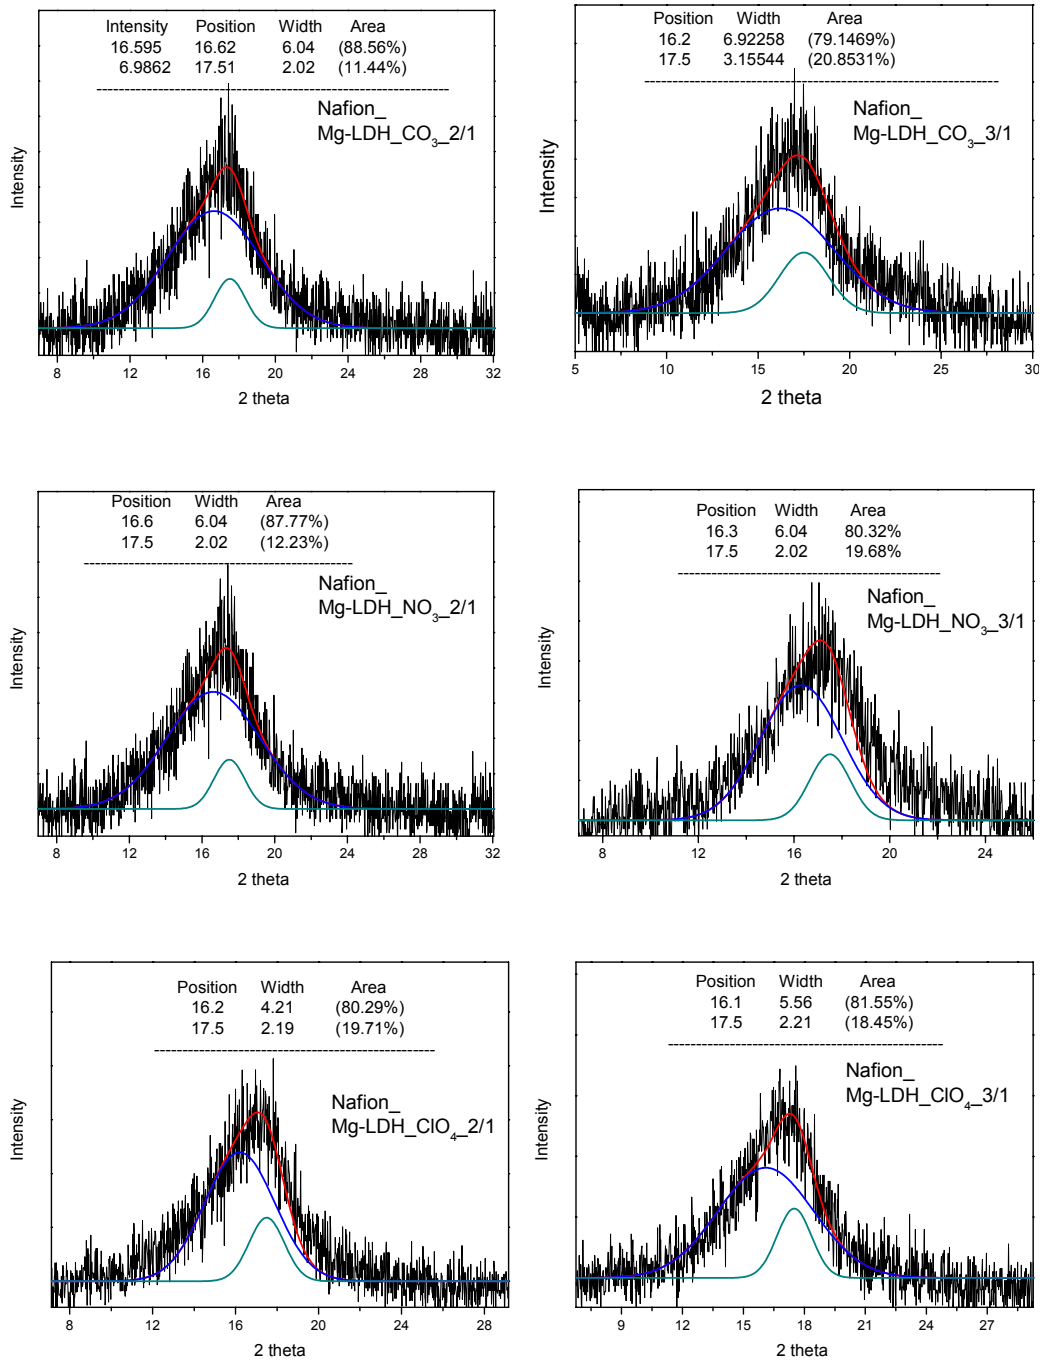 Intensity Position Width Area
16.595 16.62 6.04 (88.56%)
6.9862 17.51 2.02 (11.44%)
Nafion_
Mg-LDH_CO₃_2/1
Intensity
8 12 16 20 24 28 32
2 theta
Position Width Area
16.2 6.92258 (79.1469%)
17.5 3.15544 (20.8531%)
Nafion_
Mg-LDH_CO₃_3/1
Intensity
5 10 15 20 25 30
2 theta
Position Width Area
16.6 6.04 (87.77%)
17.5 2.02 (12.23%)
Nafion_
Mg-LDH_NO₃_2/1
Intensity
8 12 16 20 24 28 32
2 theta
Position Width Area
16.3 6.04 80.32%
17.5 2.02 19.68%
Nafion_
Mg-LDH_NO₃_3/1
Intensity
8 12 16 20 24
2 theta
Position Width Area
16.2 4.21 (80.29%)
17.5 2.19 (19.71%)
Nafion_
Mg-LDH_ClO₄_2/1
Intensity
8 12 16 20 24 28
2 theta
Position Width Area
16.1 5.56 (81.55%)
17.5 2.21 (18.45%)
Nafion_
Mg-LDH_ClO₄_3/1
Intensity
9 12 15 18 21 24 27
2 theta